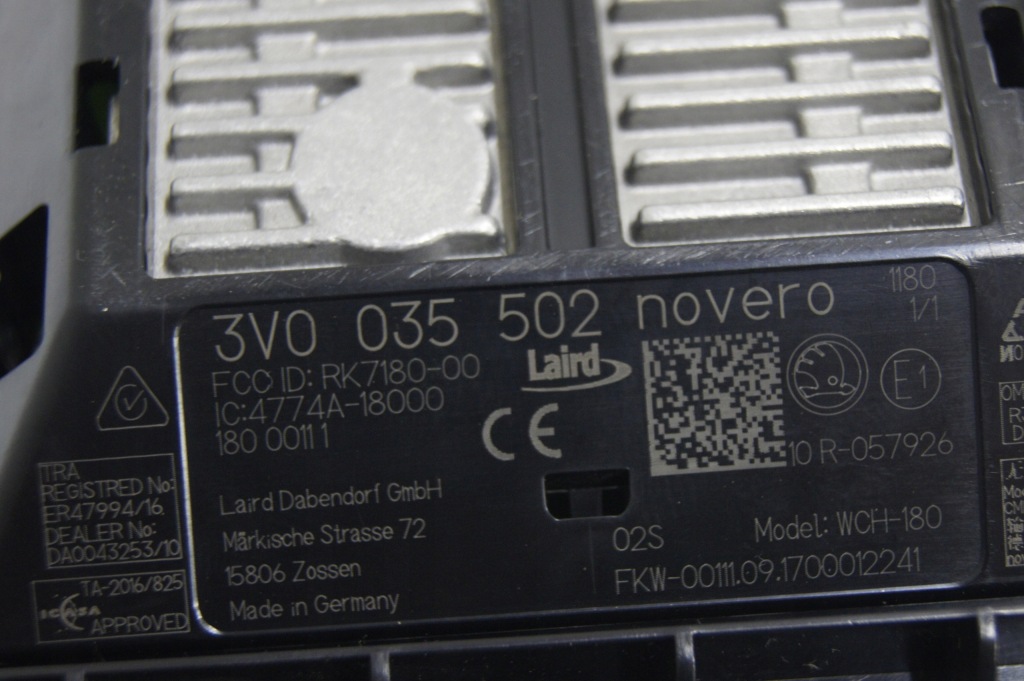 3V0 035 502 novero
1180
1/1
FCC ID: RK7180-00
IC:4774A-18000
180 0011 1
Laird
CE
E1
10 R-057926
Laird Dabendorf GmbH
Märkische Strasse 72
15806 Zossen
Made in Germany
02S
Model: WCH-180
FKW-00111.09.1700012241
TRA
REGISTRED No:
ER47994/16
DEALER No:
DA0043253/10
TA-2016/825
ICASA
APPROVED